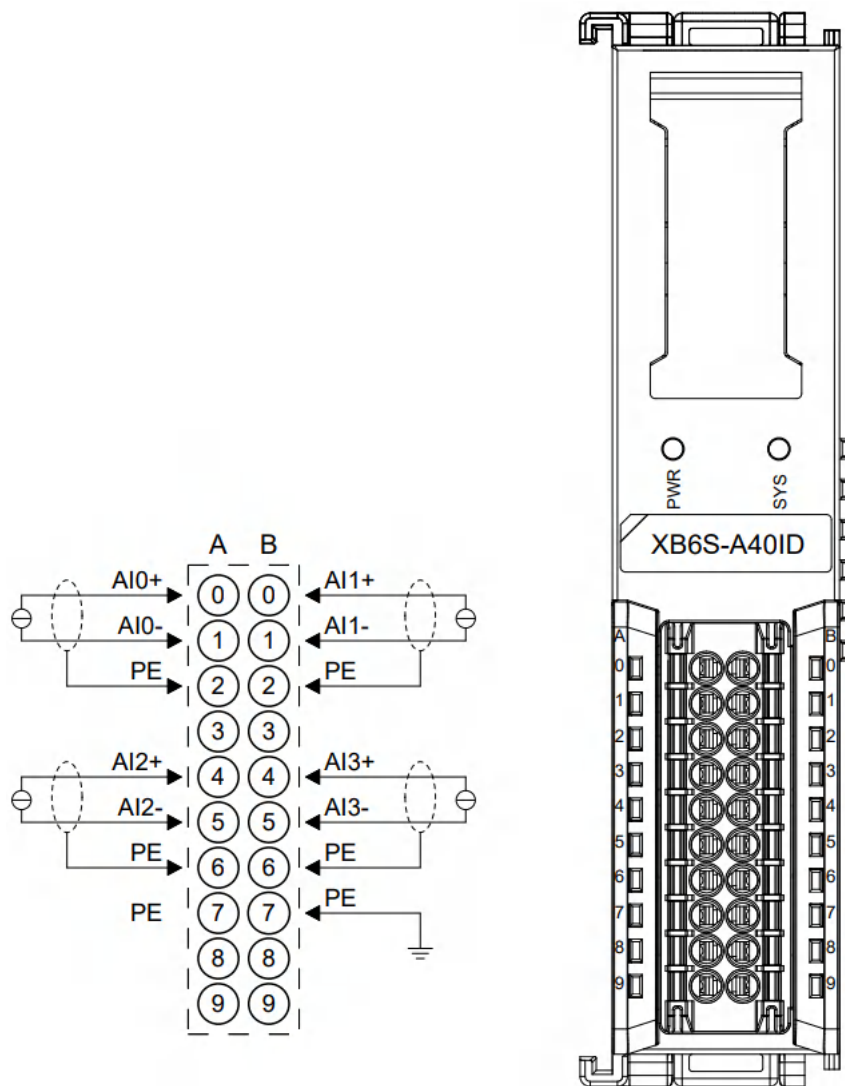 PWR SYS
XB6S-A40ID
A B
AI0+ 0 0 AI1+
AI0- 1 1 AI1-
PE 2 2 PE
3 3
AI2+ 4 4 AI3+
AI2- 5 5 AI3-
PE 6 6 PE
PE 7 7 PE
8 8
9 9
A B
0 0
1 1
2 2
3 3
4 4
5 5
6 6
7 7
8 8
9 9